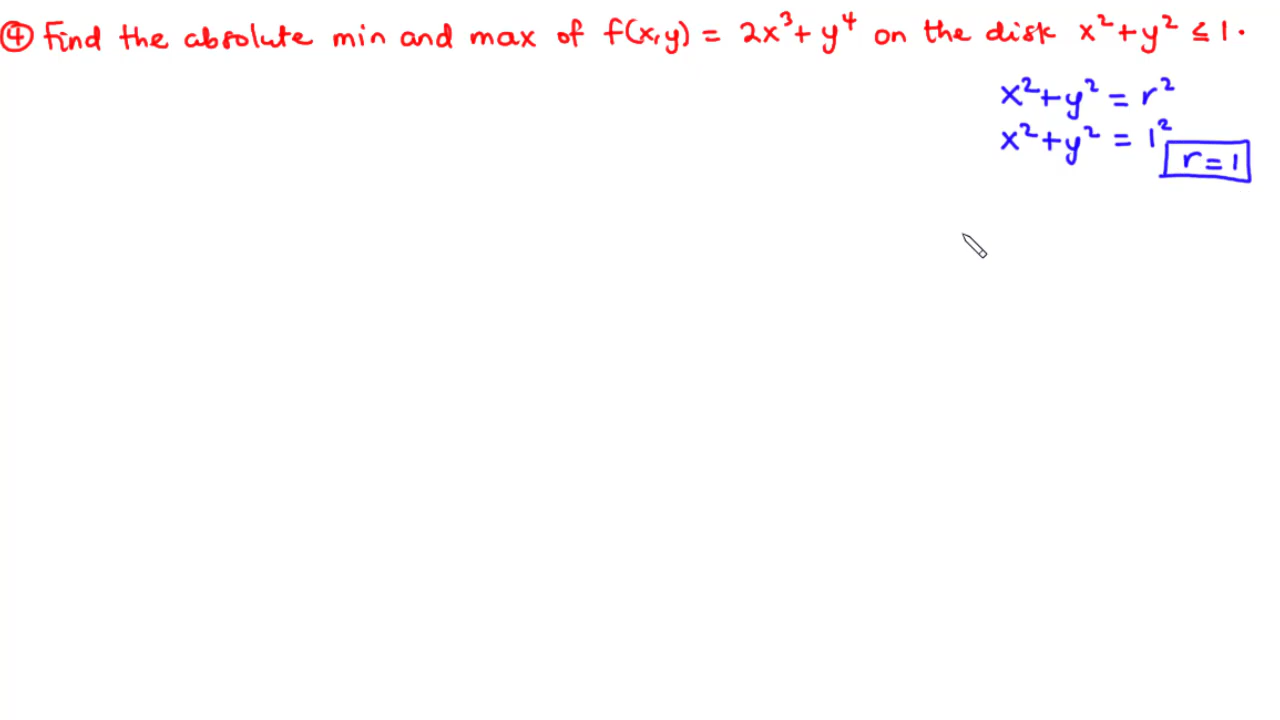 ④ Find the absolute min and max of f(x,y) = 2x³ + y⁴ on the disk x² + y² ≤ 1.
x² + y² = r²
x² + y² = 1²
r = 1